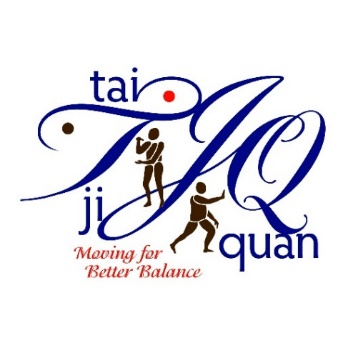 tai
TJQ
ji
quan
Moving for
Better Balance